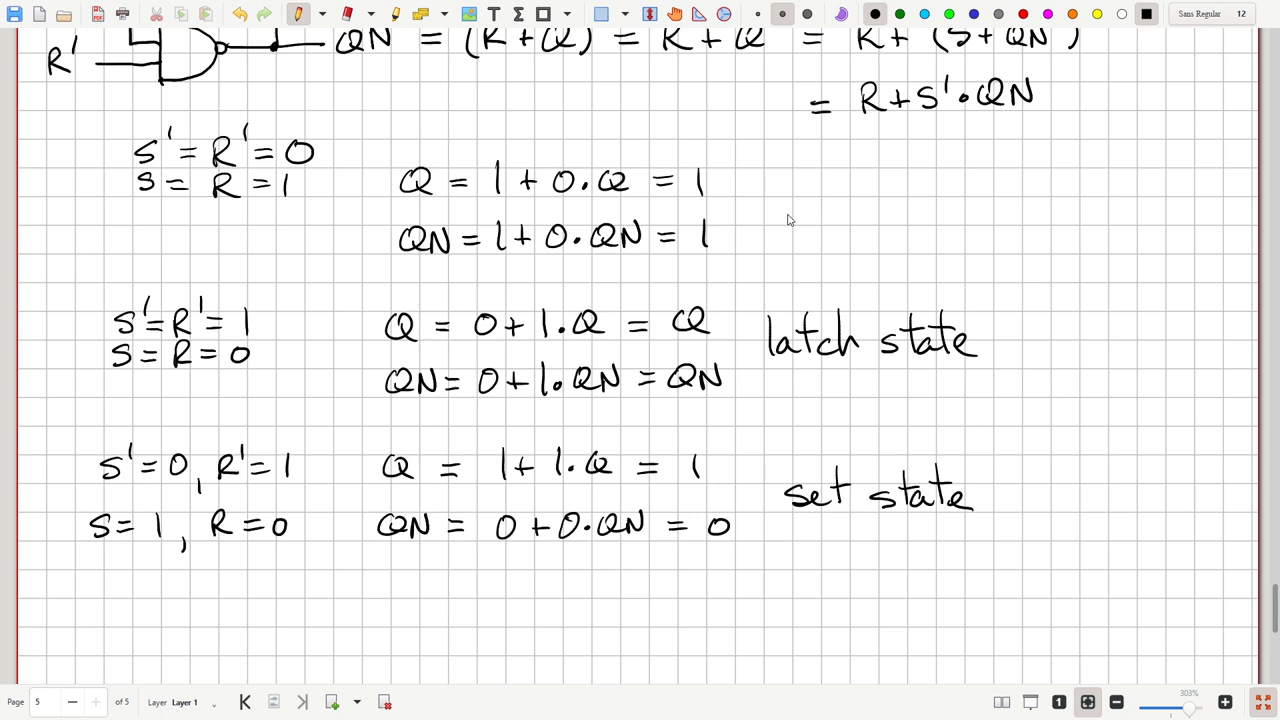 Sans Regular 12
R' QN = (R'+Q')' = R + Q' = R + (S+QN')'
= R+S'·QN
S' = R' = 0
S = R = 1
Q = 1 + 0.Q = 1
QN = 1 + 0.QN = 1
S' = R' = 1
S = R = 0
Q = 0 + 1.Q = Q
QN = 0 + 1.QN = QN
latch state
S' = 0, R' = 1
S = 1, R = 0
Q = 1 + 1.Q = 1
QN = 0 + 0.QN = 0
set state
Page 5 of 5 Layer Layer 1 303%